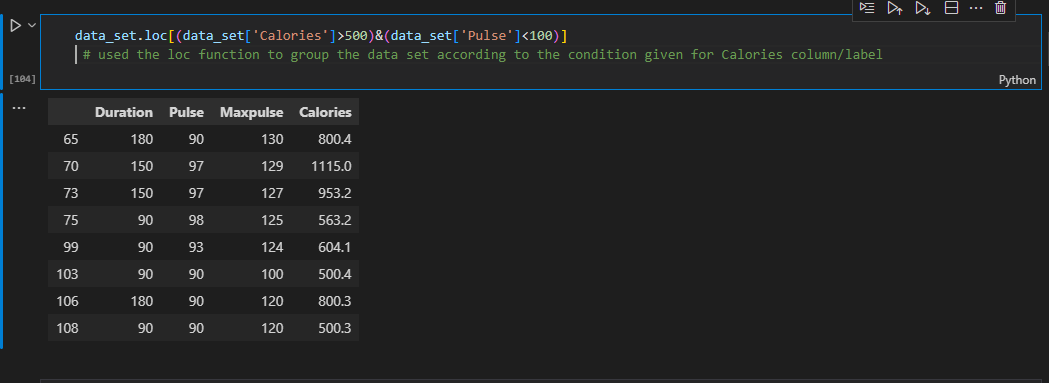 data_set.loc[(data_set['Calories']>500)&(data_set['Pulse']<100)]
# used the loc function to group the data set according to the condition given for Calories column/label
[104]
Python
Duration Pulse Maxpulse Calories
65 180 90 130 800.4
70 150 97 129 1115.0
73 150 97 127 953.2
75 90 98 125 563.2
99 90 93 124 604.1
103 90 90 100 500.4
106 180 90 120 800.3
108 90 90 120 500.3